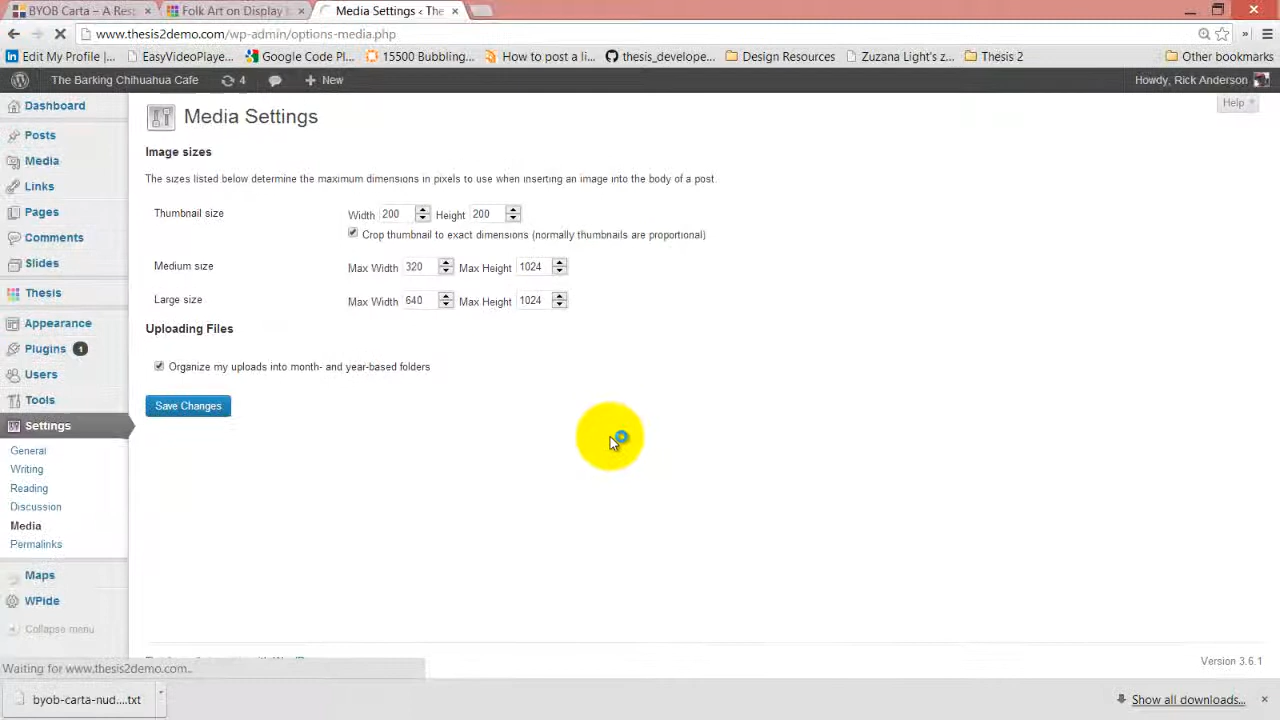 BYOB Carta – A Res
Folk Art on Display
Media Settings ‹ The
www.thesis2demo.com/wp-admin/options-media.php
Edit My Profile |...
EasyVideoPlaye...
Google Code Pl...
15500 Bubbling...
How to post a li...
thesis_develope...
Design Resources
Zuzana Light's z...
Thesis 2
Other bookmarks
The Barking Chihuahua Cafe
4
New
Howdy, Rick Anderson
Dashboard
Posts
Media
Links
Pages
Comments
Slides
Thesis
Appearance
Plugins 1
Users
Tools
Settings
General
Writing
Reading
Discussion
Media
Permalinks
Maps
WPide
Collapse menu
Help
Media Settings
Image sizes
The sizes listed below determine the maximum dimensions in pixels to use when inserting an image into the body of a post.
Thumbnail size
Width 200 Height 200
Crop thumbnail to exact dimensions (normally thumbnails are proportional)
Medium size
Max Width 320 Max Height 1024
Large size
Max Width 640 Max Height 1024
Uploading Files
Organize my uploads into month- and year-based folders
Save Changes
Version 3.6.1
Waiting for www.thesis2demo.com...
byob-carta-nud....txt
Show all downloads...